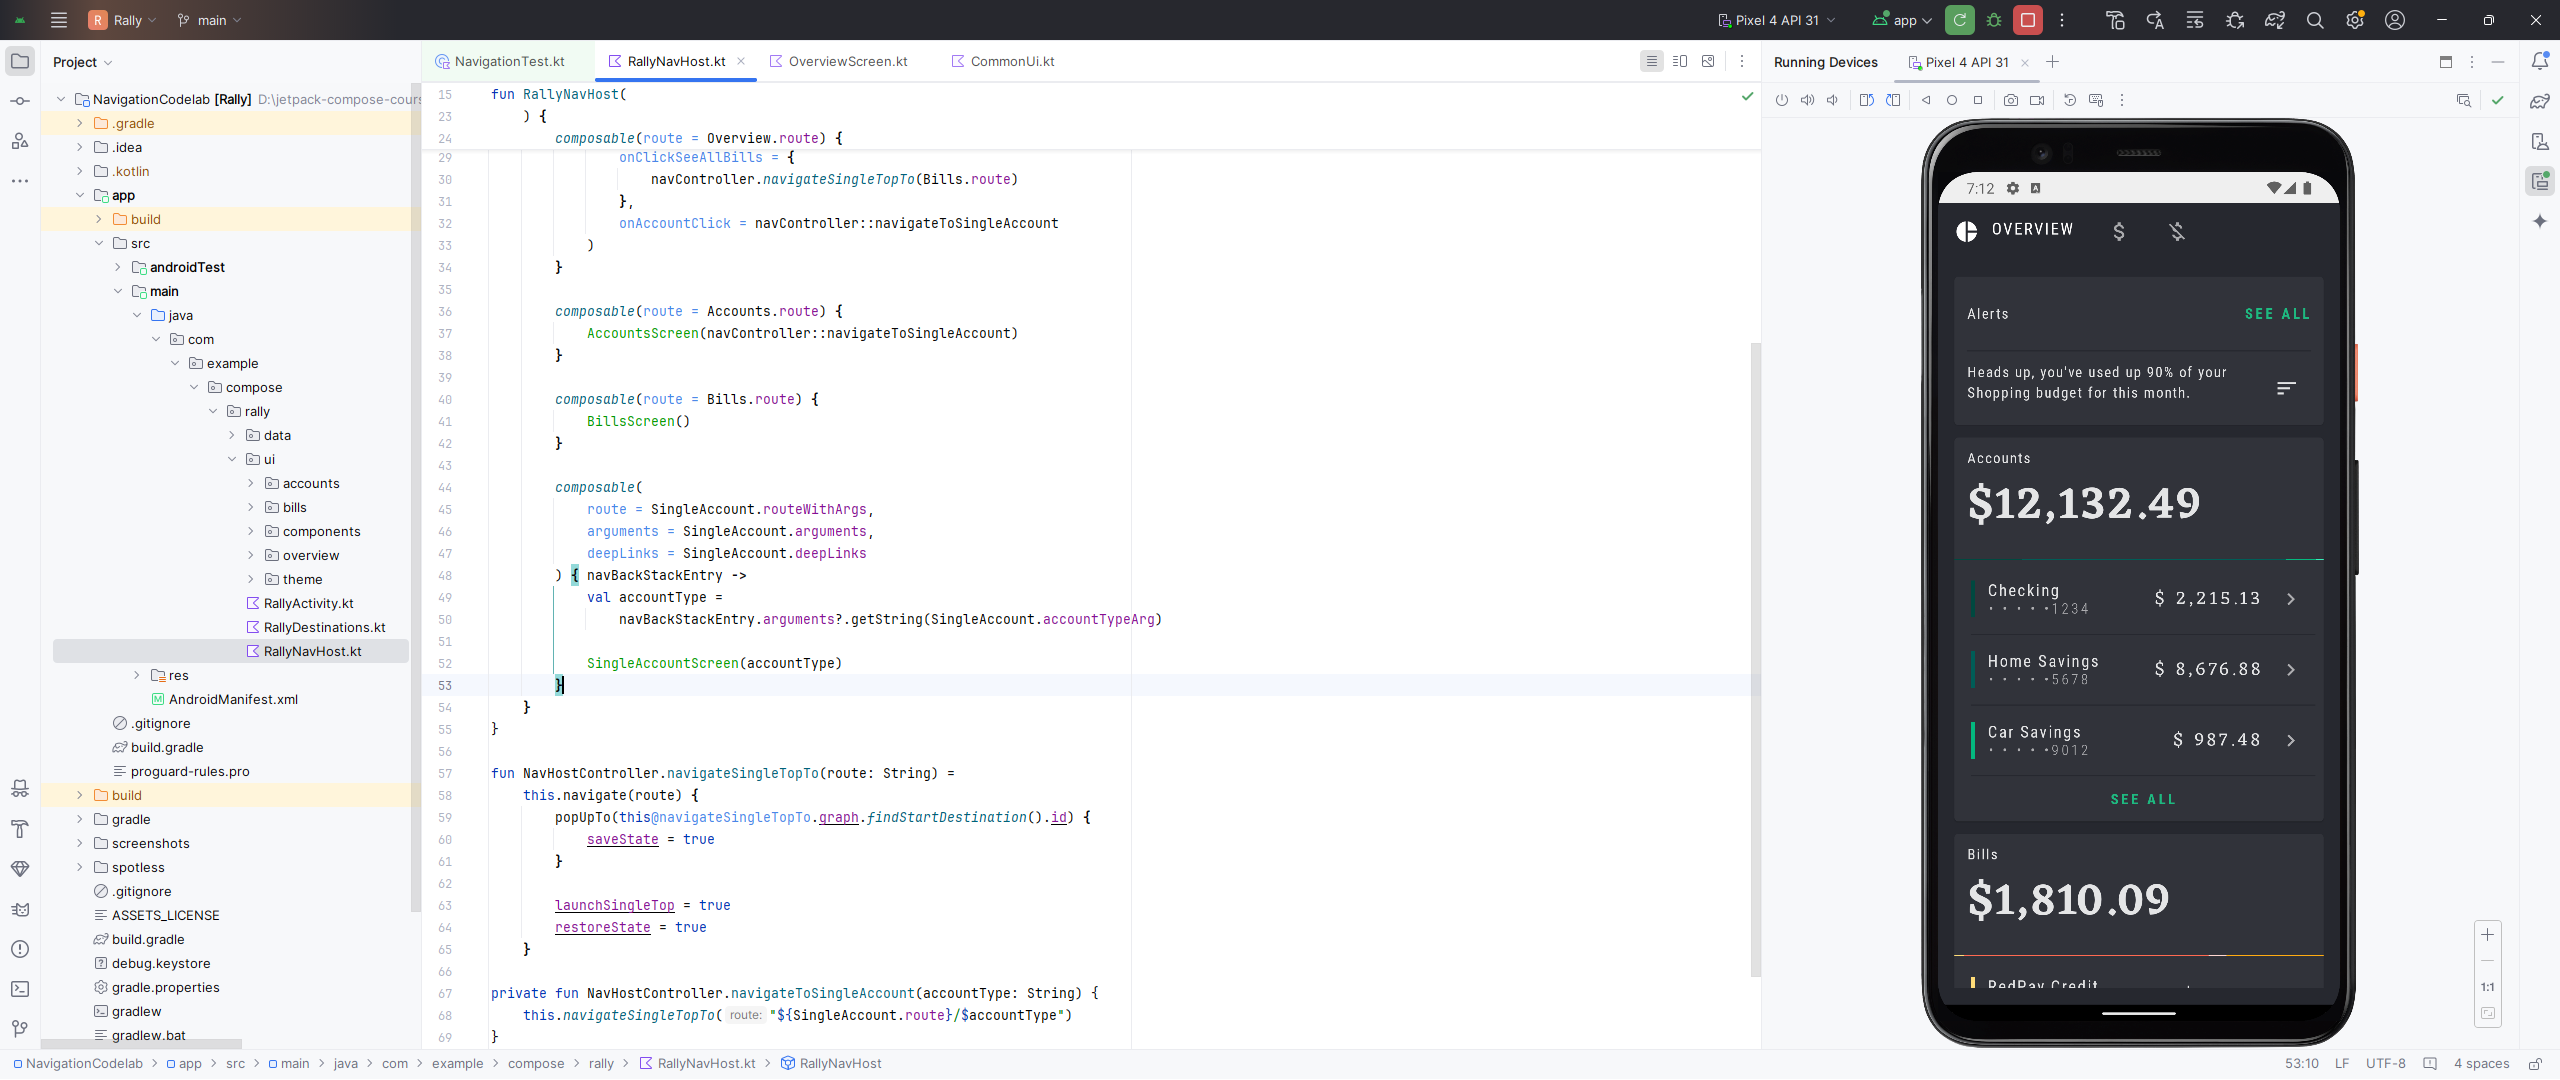 R Rally main Pixel 4 API 31 app
Project
NavigationCodelab [Rally] D:\jetpack-compose-cours
.gradle
.idea
.kotlin
app
build
src
androidTest
main
java
com
example
compose
rally
data
ui
accounts
bills
components
overview
theme
RallyActivity.kt
RallyDestinations.kt
RallyNavHost.kt
res
AndroidManifest.xml
.gitignore
build.gradle
proguard-rules.pro
build
gradle
screenshots
spotless
.gitignore
ASSETS_LICENSE
build.gradle
debug.keystore
gradle.properties
gradlew
gradlew.bat
NavigationTest.kt RallyNavHost.kt OverviewScreen.kt CommonUi.kt
15 fun RallyNavHost(
23 ) {
24 composable(route = Overview.route) {
29 onClickSeeAllBills = {
30 navController.navigateSingleTopTo(Bills.route)
31 },
32 onAccountClick = navController::navigateToSingleAccount
33 )
34 }
35
36 composable(route = Accounts.route) {
37 AccountsScreen(navController::navigateToSingleAccount)
38 }
39
40 composable(route = Bills.route) {
41 BillsScreen()
42 }
43
44 composable(
45 route = SingleAccount.routeWithArgs,
46 arguments = SingleAccount.arguments,
47 deepLinks = SingleAccount.deepLinks
48 ) { navBackStackEntry ->
49 val accountType =
50 navBackStackEntry.arguments?.getString(SingleAccount.accountTypeArg)
51
52 SingleAccountScreen(accountType)
53 }
54 }
55 }
56
57 fun NavHostController.navigateSingleTopTo(route: String) =
58 this.navigate(route) {
59 popUpTo(this@navigateSingleTopTo.graph.findStartDestination().id) {
60 saveState = true
61 }
62
63 launchSingleTop = true
64 restoreState = true
65 }
66
67 private fun NavHostController.navigateToSingleAccount(accountType: String) {
68 this.navigateSingleTopTo( route: "${SingleAccount.route}/$accountType")
69 }
Running Devices Pixel 4 API 31
7:12
OVERVIEW
Alerts SEE ALL
Heads up, you've used up 90% of your
Shopping budget for this month.
Accounts
$12,132.49
Checking
• • • • •1234
$ 2,215.13
Home Savings
• • • • •5678
$ 8,676.88
Car Savings
• • • • •9012
$ 987.48
SEE ALL
Bills
$1,810.09
RedPay Credit
1:1
NavigationCodelab > app > src > main > java > com > example > compose > rally > RallyNavHost.kt > RallyNavHost
53:10 LF UTF-8 4 spaces